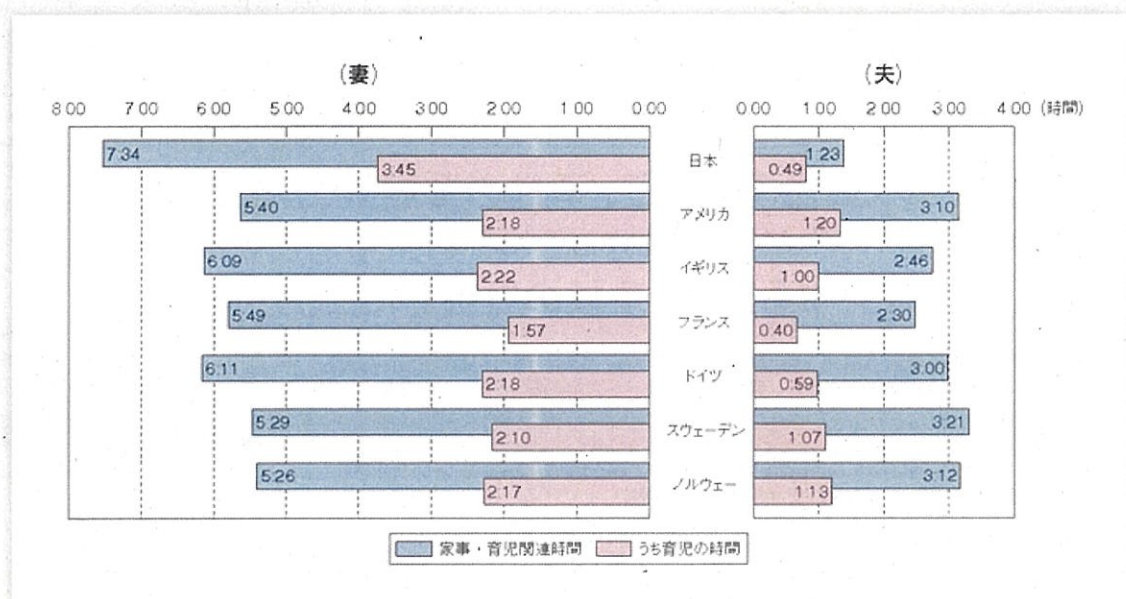 (妻) (夫)
8 00 7 00 6 00 5 00 4 00 3 00 2 00 1 00 0 00 0 00 1 00 2 00 3 00 4 00 (時間)
7:34 日本 1:23
3:45 0:49
5:40 アメリカ 3:10
2:18 1:20
6:09 イギリス 2:46
2:22 1:00
5:49 フランス 2:30
1:57 0:40
6:11 ドイツ 3:00
2:18 0:59
5:29 スウェーデン 3:21
2:10 1:07
5:26 ノルウェー 3:12
2:17 1:13
家事・育児関連時間 うち育児の時間